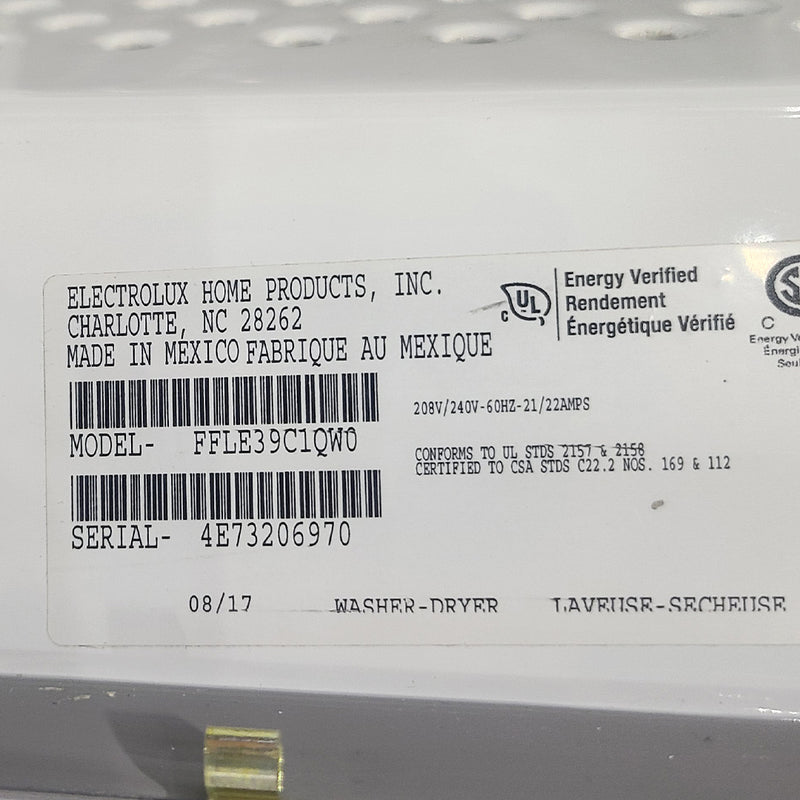 ELECTROLUX HOME PRODUCTS, INC.
CHARLOTTE, NC 28262
MADE IN MEXICO FABRIQUE AU MEXIQUE
MODEL- FFLE39C1QW0
SERIAL- 4E73206970
08/17 WASHER-DRYER LAVEUSE-SECHEUSE
C UL
Energy Verified
Rendement
Énergétique Vérifié
208V/240V-60HZ-21/22AMPS
CONFORMS TO UL STDS 2157 & 2158
CERTIFIED TO CSA STDS C22.2 NOS. 169 & 112
C
Energy